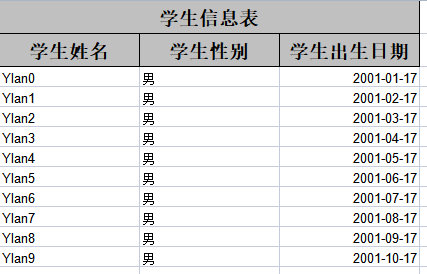 学生信息表
学生姓名 学生性别 学生出生日期
Ylan0 男 2001-01-17
Ylan1 男 2001-02-17
Ylan2 男 2001-03-17
Ylan3 男 2001-04-17
Ylan4 男 2001-05-17
Ylan5 男 2001-06-17
Ylan6 男 2001-07-17
Ylan7 男 2001-08-17
Ylan8 男 2001-09-17
Ylan9 男 2001-10-17